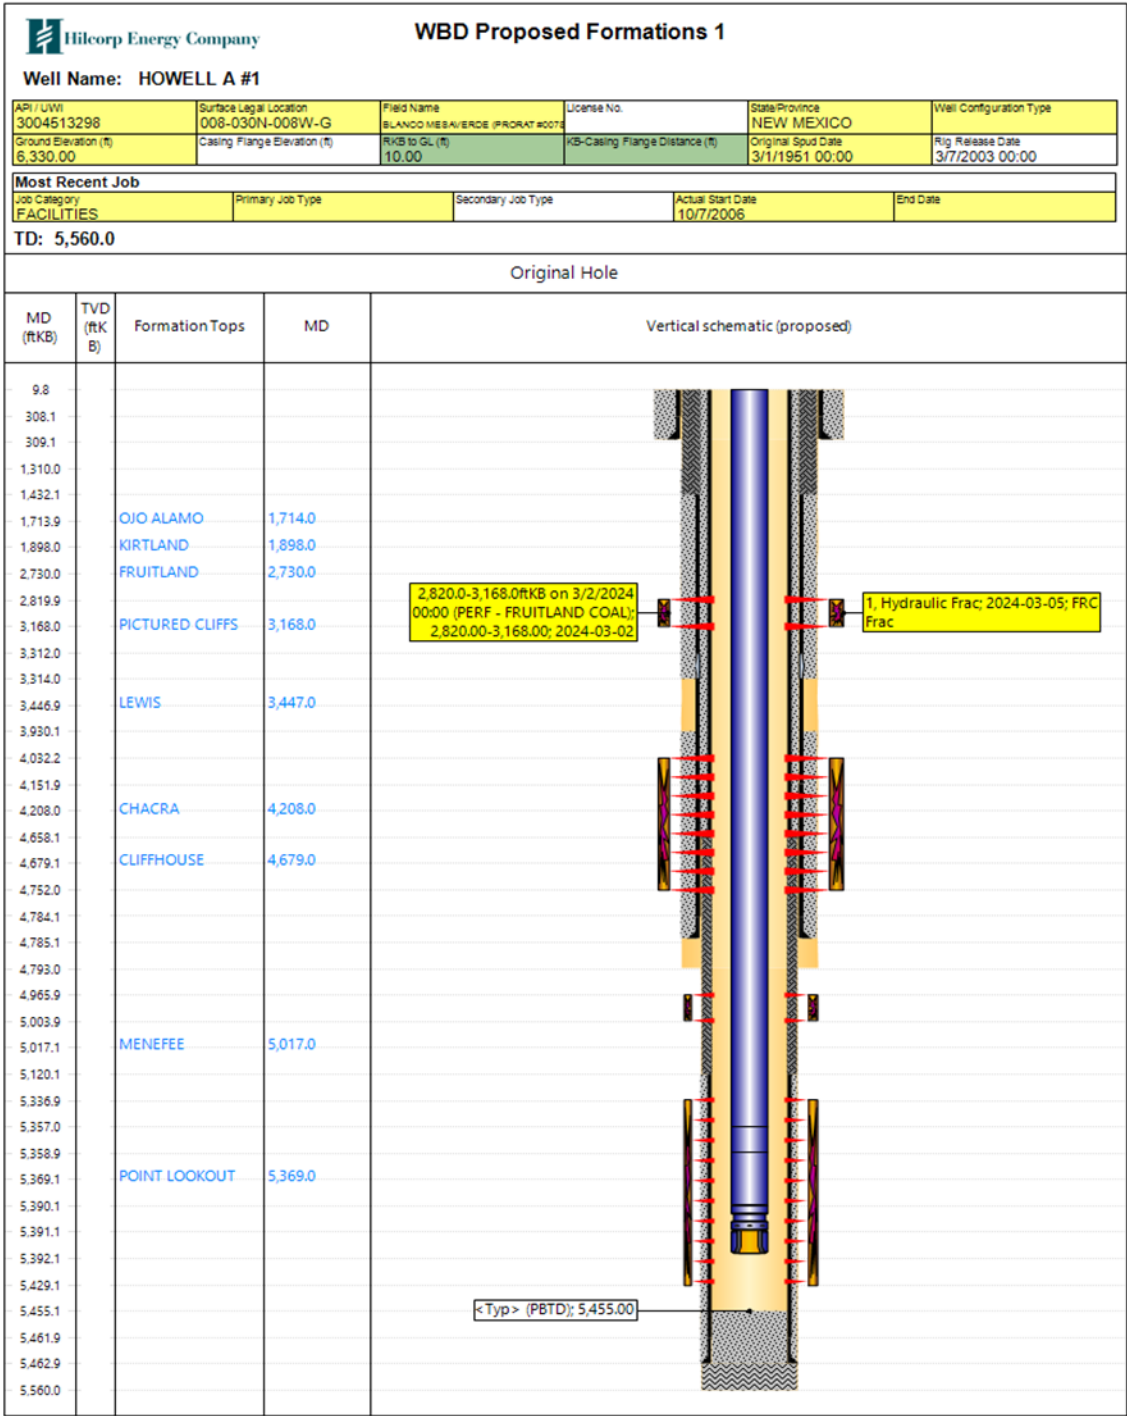 Hilcorp Energy Company
WBD Proposed Formations 1
Well Name: HOWELL A #1
API / UWI
3004513298
Surface Legal Location
008-030N-008W-G
Field Name
BLANCO MESAVERDE (PRORAT #0078
License No.
State/Province
NEW MEXICO
Well Configuration Type
Ground Elevation (ft)
6,330.00
Casing Flange Elevation (ft)
RKB to GL (ft)
10.00
KB-Casing Flange Distance (ft)
Original Spud Date
3/1/1951 00:00
Rig Release Date
3/7/2003 00:00
Most Recent Job
Job Category
FACILITIES
Primary Job Type
Secondary Job Type
Actual Start Date
10/7/2006
End Date
TD: 5,560.0
Original Hole
MD
(ftKB)
TVD
(ftK
B)
Formation Tops
MD
Vertical schematic (proposed)
9.8
308.1
309.1
1,310.0
1,432.1
1,713.9 OJO ALAMO 1,714.0
1,898.0 KIRTLAND 1,898.0
2,730.0 FRUITLAND 2,730.0
2,819.9
2,820.0-3,168.0ftKB on 3/2/2024
00:00 (PERF - FRUITLAND COAL);
2,820.00-3,168.00; 2024-03-02
1, Hydraulic Frac; 2024-03-05; FRC
Frac
3,168.0 PICTURED CLIFFS 3,168.0
3,312.0
3,314.0
3,446.9 LEWIS 3,447.0
3,930.1
4,032.2
4,151.9
4,208.0 CHACRA 4,208.0
4,658.1
4,679.1 CLIFFHOUSE 4,679.0
4,752.0
4,784.1
4,785.1
4,793.0
4,965.9
5,003.9
5,017.1 MENEFEE 5,017.0
5,120.1
5,336.9
5,357.0
5,358.9
5,369.1 POINT LOOKOUT 5,369.0
5,390.1
5,391.1
5,392.1
5,429.1
5,455.1 <Typ> (PBTD); 5,455.00
5,461.9
5,462.9
5,560.0